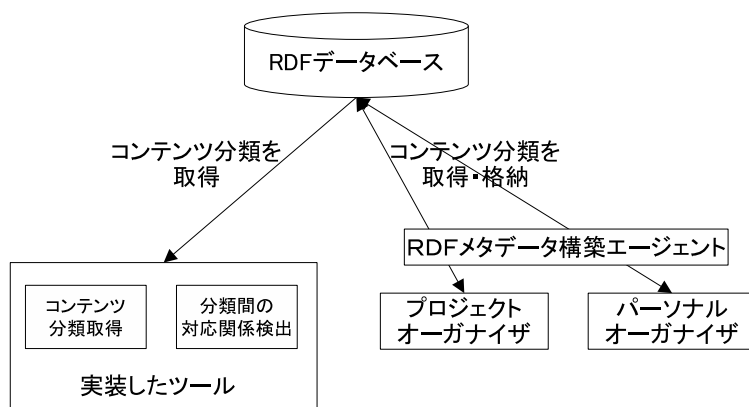 RDFデータベース
コンテンツ分類を
取得
コンテンツ分類を
取得・格納
RDFメタデータ構築エージェント
コンテンツ
分類取得
分類間の
対応関係検出
実装したツール
プロジェクト
オーガナイザ
パーソナル
オーガナイザ